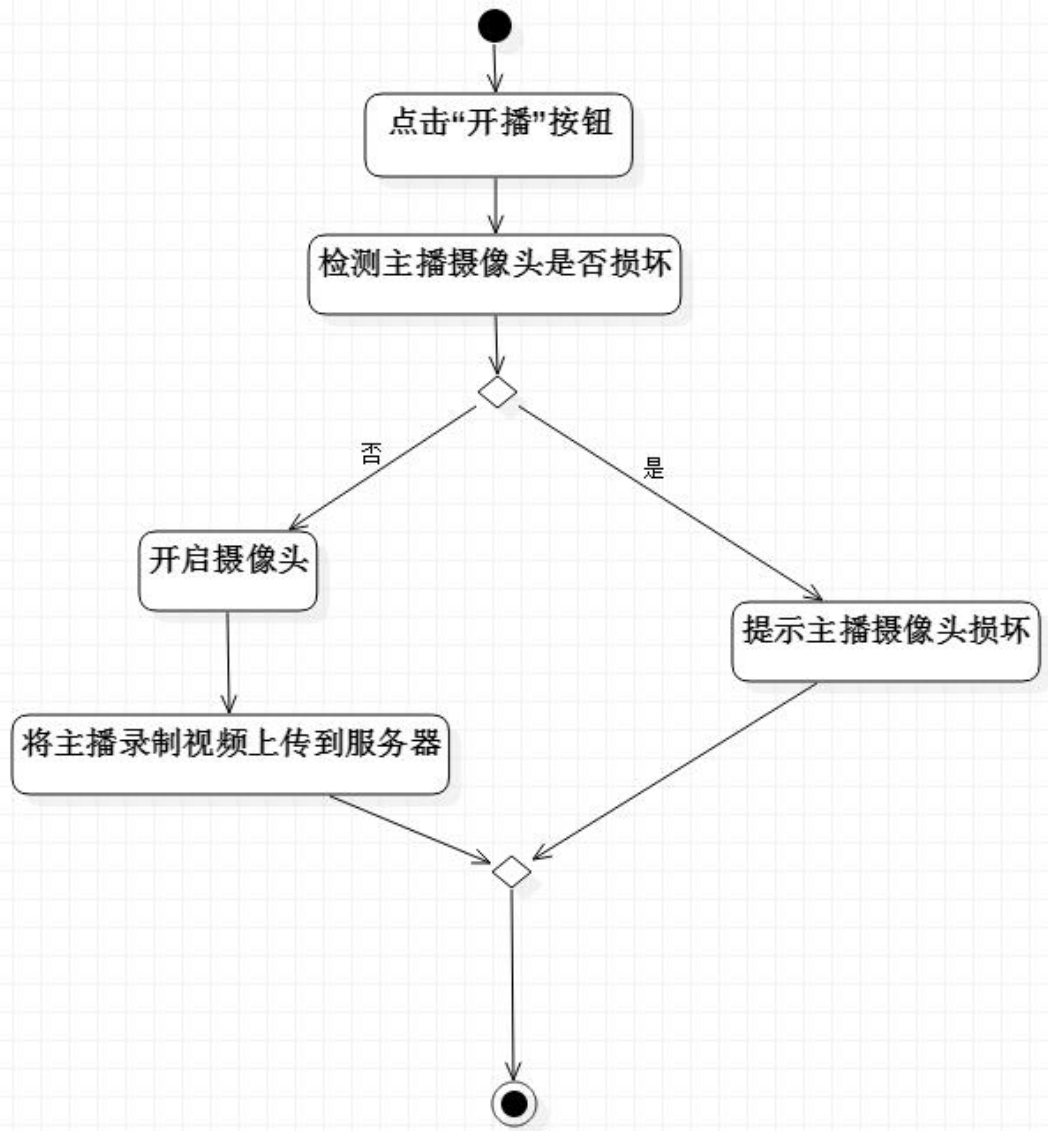 点击“开播”按钮
检测主播摄像头是否损坏
否
是
开启摄像头
提示主播摄像头损坏
将主播录制视频上传到服务器